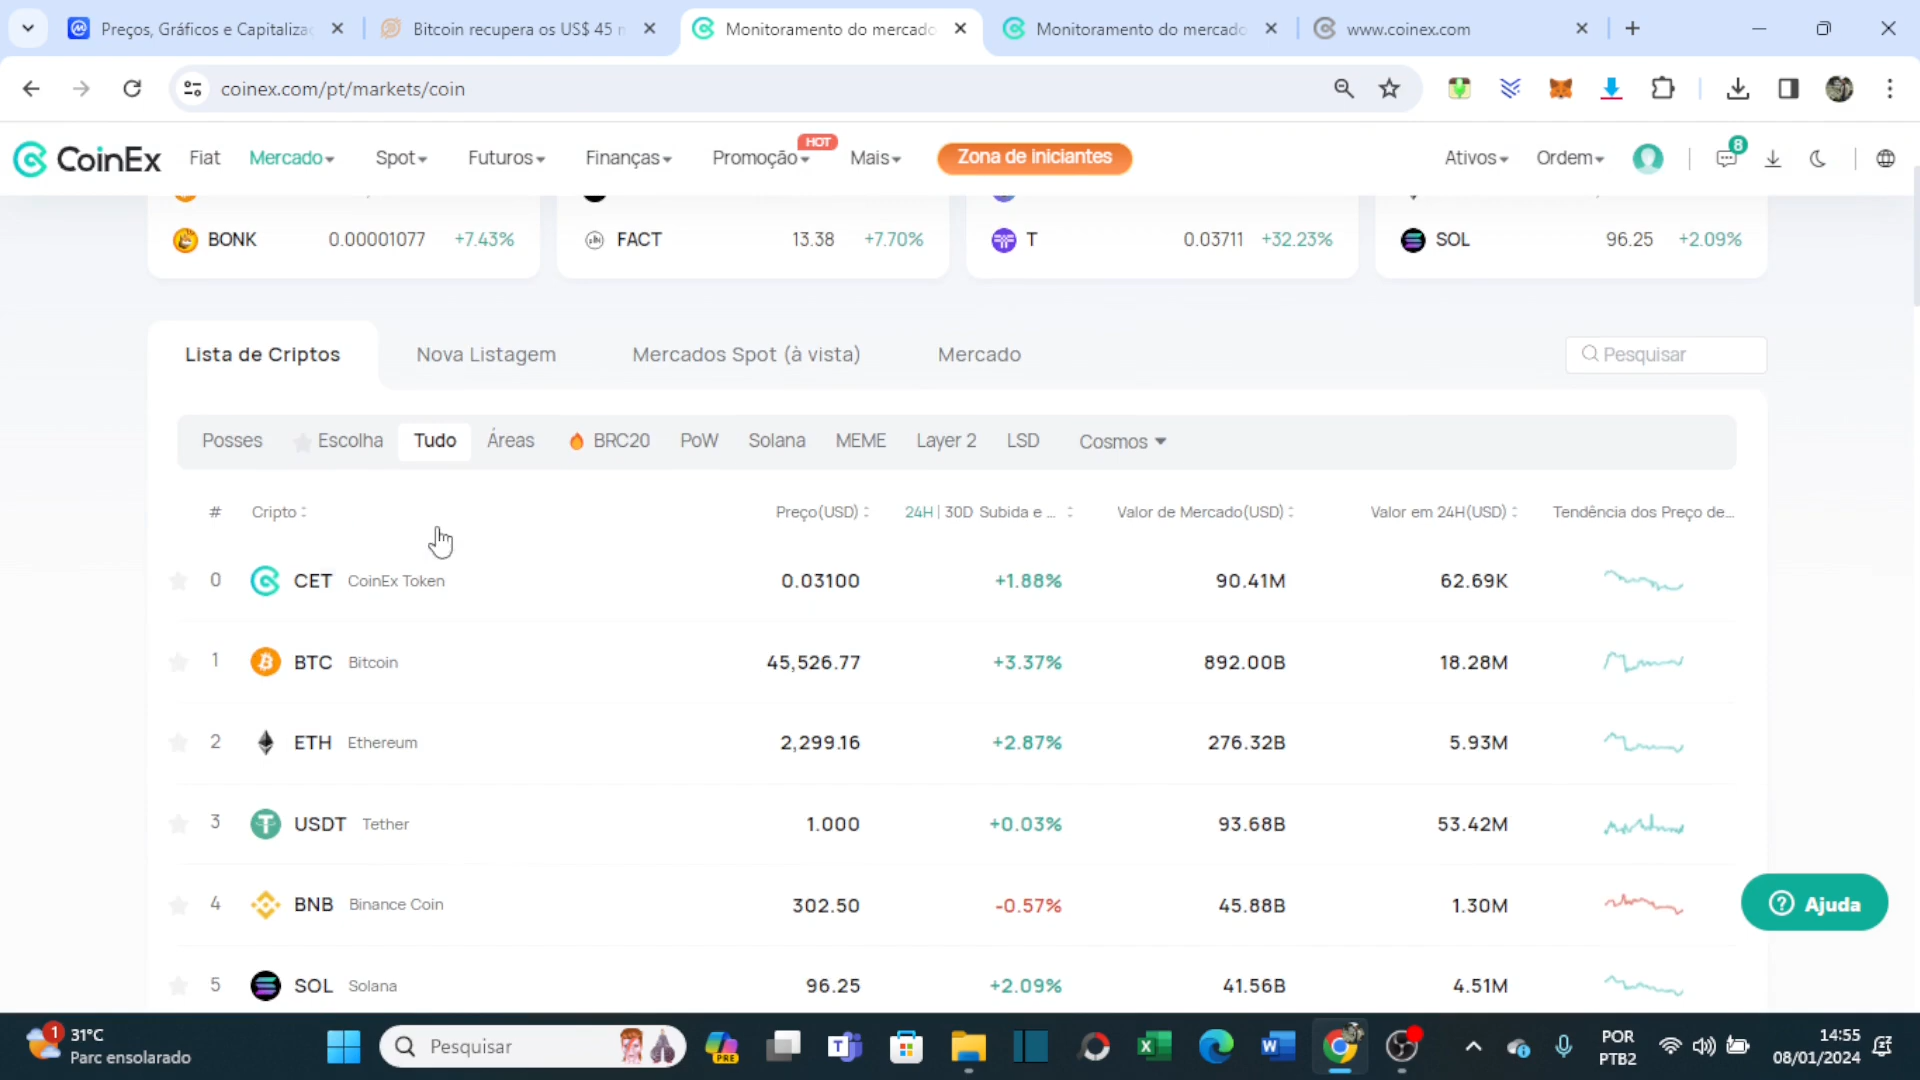 Preços, Gráficos e Capitaliza
Bitcoin recupera os US$ 45 n
Monitoramento do mercado
Monitoramento do mercado
www.coinex.com
coinex.com/pt/markets/coin
CoinEx
Fiat
Mercado
Spot
Futuros
Finanças
Promoção
HOT
Mais
Zona de iniciantes
Ativos
Ordem
8
BONK 0.00001077 +7.43%
FACT 13.38 +7.70%
T 0.03711 +32.23%
SOL 96.25 +2.09%
Lista de Criptos
Nova Listagem
Mercados Spot (à vista)
Mercado
Pesquisar
Posses
Escolha
Tudo
Áreas
BRC20
PoW
Solana
MEME
Layer 2
LSD
Cosmos
# Cripto Preço(USD) 24H | 30D Subida e ... Valor de Mercado(USD) Valor em 24H(USD) Tendência dos Preço de...
0 CET CoinEx Token 0.03100 +1.88% 90.41M 62.69K
1 BTC Bitcoin 45,526.77 +3.37% 892.00B 18.28M
2 ETH Ethereum 2,299.16 +2.87% 276.32B 5.93M
3 USDT Tether 1.000 +0.03% 93.68B 53.42M
4 BNB Binance Coin 302.50 -0.57% 45.88B 1.30M
5 SOL Solana 96.25 +2.09% 41.56B 4.51M
Ajuda
1
31°C
Parc ensolarado
Pesquisar
PRE
POR
PTB2
14:55
08/01/2024